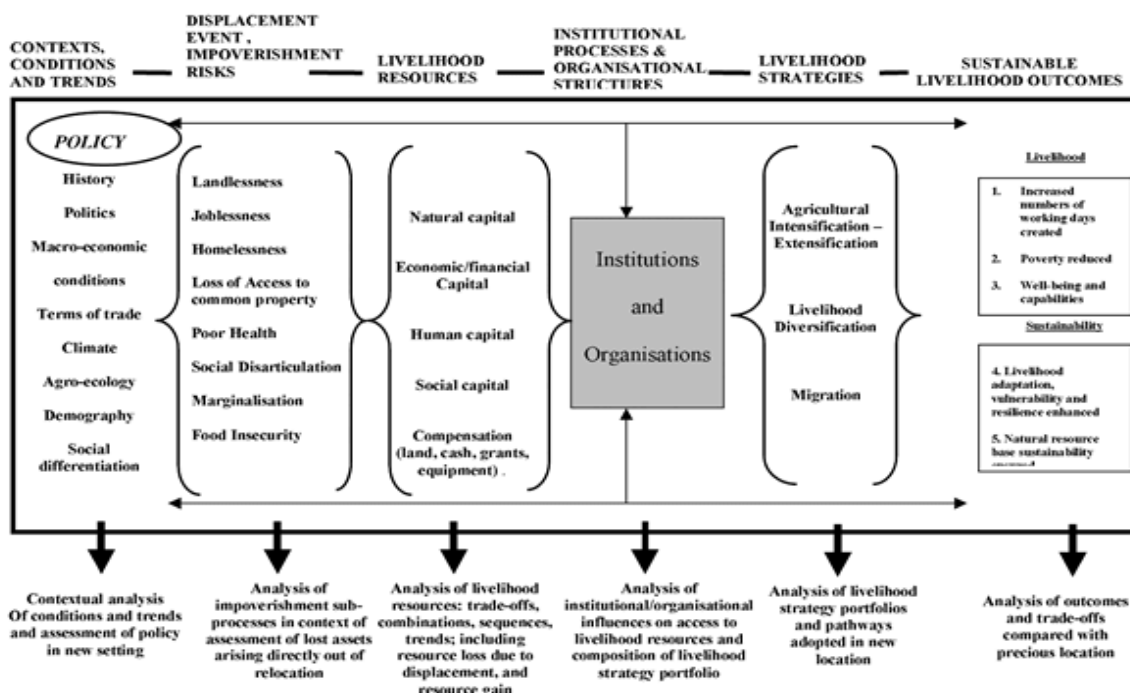 CONTEXTS,
CONDITIONS
AND TRENDS
DISPLACEMENT
EVENT ,
IMPOVERISHMENT
RISKS
LIVELIHOOD
RESOURCES
INSTITUTIONAL
PROCESSES &
ORGANISATIONAL
STRUCTURES
LIVELIHOOD
STRATEGIES
SUSTAINABLE
LIVELIHOOD OUTCOMES
POLICY
History
Politics
Macro-economic
conditions
Terms of trade
Climate
Agro-ecology
Demography
Social
differentiation
Landlessness
Joblessness
Homelessness
Loss of Access to
common property
Poor Health
Social Disarticulation
Marginalisation
Food Insecurity
Natural capital
Economic/financial
Capital
Human capital
Social capital
Compensation
(land, cash, grants,
equipment) .
Institutions
and
Organisations
Agricultural
Intensification –
Extensification
Livelihood
Diversification
Migration
Livelihood
1. Increased
numbers of
working days
created
2. Poverty reduced
3. Well-being and
capabilities
Sustainability
4. Livelihood
adaptation,
vulnerability and
resilience enhanced
5. Natural resource
base sustainability
Contextual analysis
Of conditions and trends
and assessment of policy
in new setting
Analysis of
impoverishment sub-
processes in context of
assessment of lost assets
arising directly out of
relocation
Analysis of livelihood
resources: trade-offs,
combinations, sequences,
trends; including
resource loss due to
displacement, and
resource gain
Analysis of
institutional/organisational
influences on access to
livelihood resources and
composition of livelihood
strategy portfolio
Analysis of livelihood
strategy portfolios
and pathways
adopted in new
location
Analysis of outcomes
and trade-offs
compared with
precious location